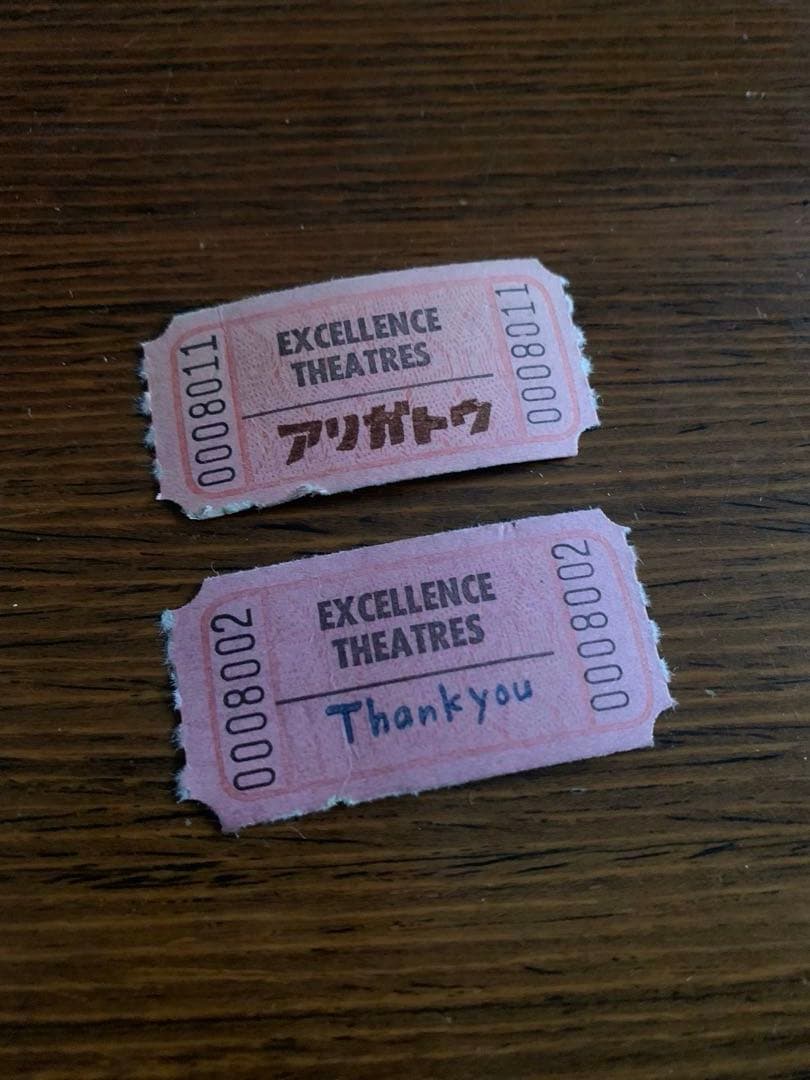 0008011
EXCELLENCE
THEATRES
アリガトウ
0008011
0008002
EXCELLENCE
THEATRES
Thankyou
0008002